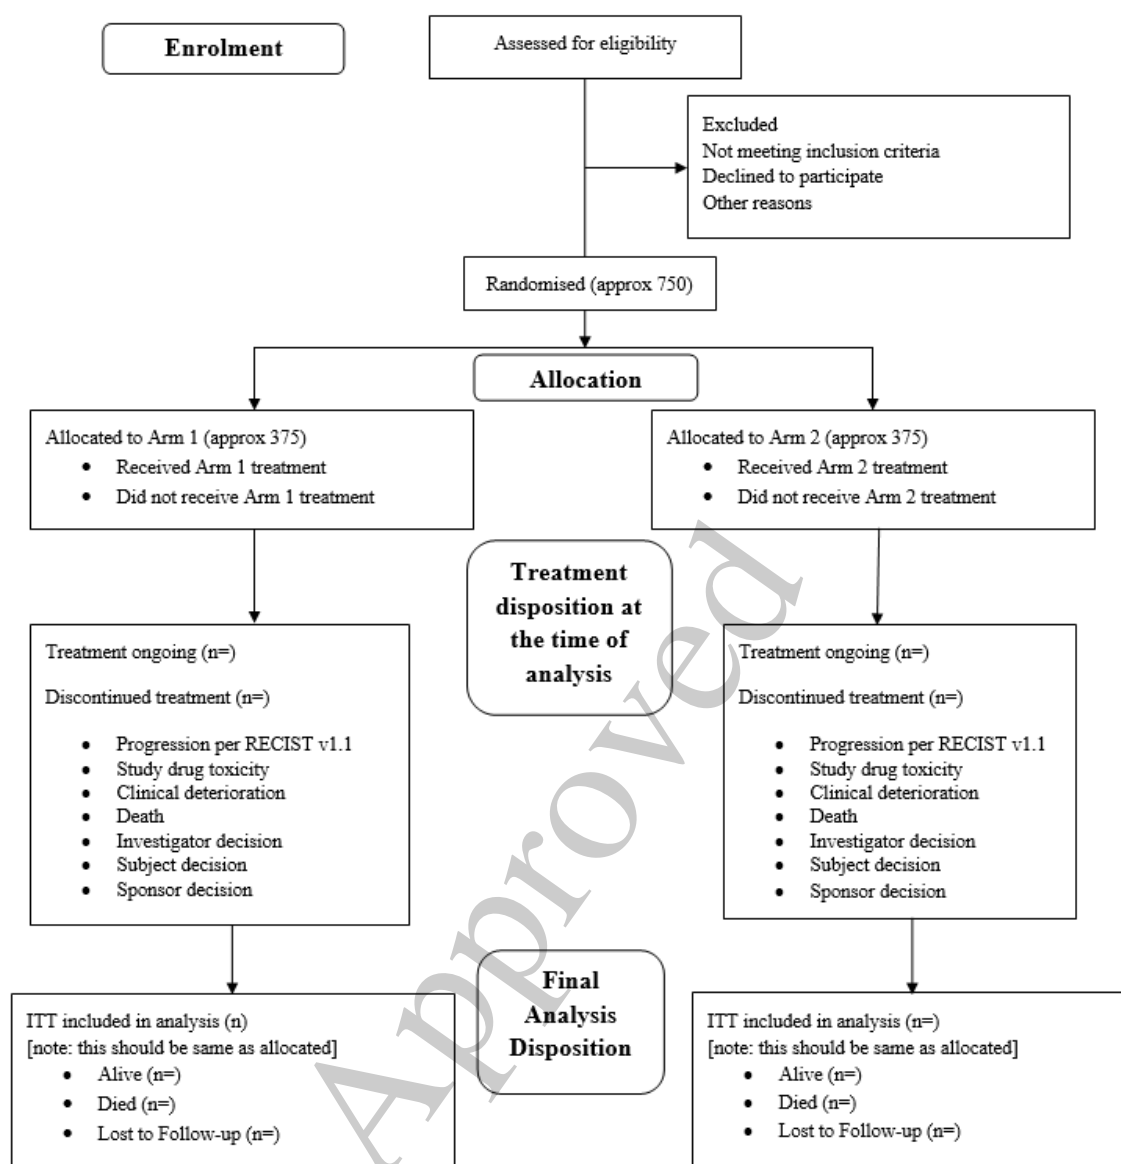 Enrolment
Assessed for eligibility
Excluded
Not meeting inclusion criteria
Declined to participate
Other reasons
Randomised (approx 750)
Allocation
Allocated to Arm 1 (approx 375)
• Received Arm 1 treatment
• Did not receive Arm 1 treatment
Allocated to Arm 2 (approx 375)
• Received Arm 2 treatment
• Did not receive Arm 2 treatment
Treatment
disposition at
the time of
analysis
Treatment ongoing (n=)
Discontinued treatment (n=)
• Progression per RECIST v1.1
• Study drug toxicity
• Clinical deterioration
• Death
• Investigator decision
• Subject decision
• Sponsor decision
Treatment ongoing (n=)
Discontinued treatment (n=)
• Progression per RECIST v1.1
• Study drug toxicity
• Clinical deterioration
• Death
• Investigator decision
• Subject decision
• Sponsor decision
Final
Analysis
Disposition
ITT included in analysis (n)
[note: this should be same as allocated]
• Alive (n=)
• Died (n=)
• Lost to Follow-up (n=)
ITT included in analysis (n=)
[note: this should be same as allocated]
• Alive (n=)
• Died (n=)
• Lost to Follow-up (n=)
Approved